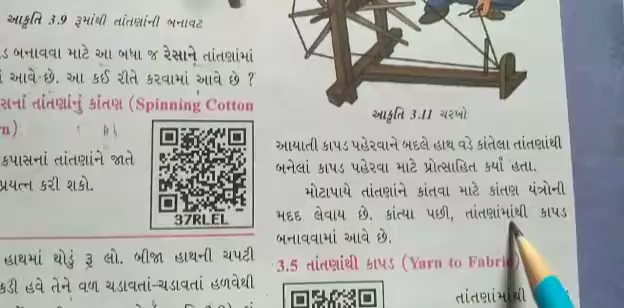 આકૃતિ 3.9 રૂમાંથી તાંતણાંની બનાવટ
બનાવવા માટે આ બધા જ રેસાને તાંતણાંમાં
આવે છે. આ કઈ રીતે કરવામાં આવે છે ?
તાંતણાંનું કાંતણ (Spinning Cotton
કપાસનાં તાંતણાંને જાતે
પ્રયત્ન કરી શકો.
37RLEL
હાથમાં થોડું રૂ લો. બીજા હાથની ચપટી
હવે તેને વળ ચડાવતાં-ચડાવતાં હળવેથી
આકૃતિ 3.11 ચરખો
આયાતી કાપડ પહેરવાને બદલે હાથ વડે કાંતેલા તાંતણાંથી
બનેલાં કાપડ પહેરવા માટે પ્રોત્સાહિત કર્યાં હતા.
મોટાપાયે તાંતણાંને કાંતવા માટે કાંતણ યંત્રોની
મદદ લેવાય છે. કાંત્યા પછી, તાંતણાંમાંથી કાપડ
બનાવવામાં આવે છે.
3.5 તાંતણાંથી કાપડ (Yarn to Fabric
તાંતણાંમાંથી